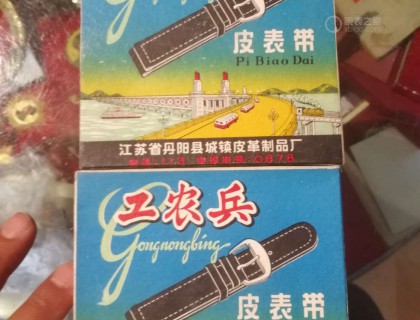 皮表带
Pi Biao Dai
江苏省丹阳县城镇皮革制品厂
工农兵
Gongnongbing
皮表带